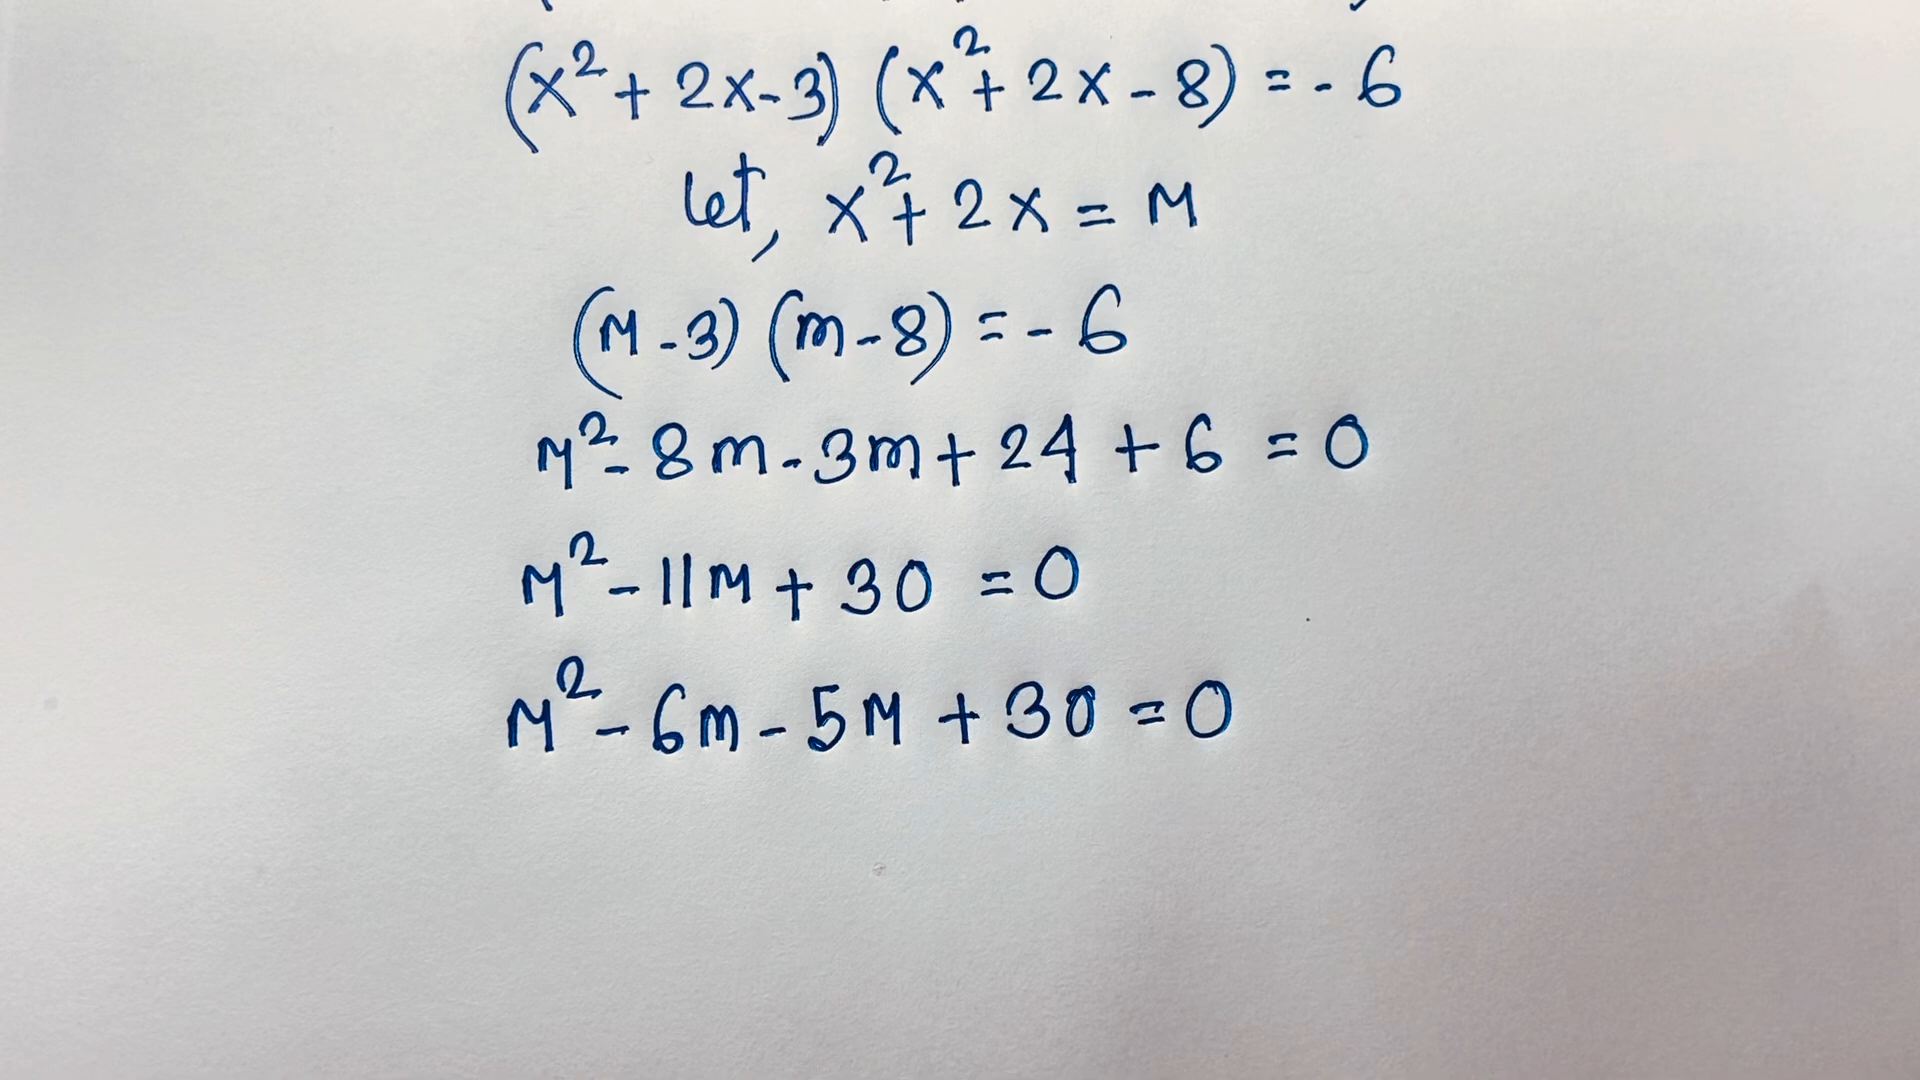 (x²+2x-3)(x²+2x-8)=-6
let, x²+2x=M
(M-3)(m-8)=-6
M²-8m-3m+24+6=0
M²-11M+30=0
M²-6m-5M+30=0